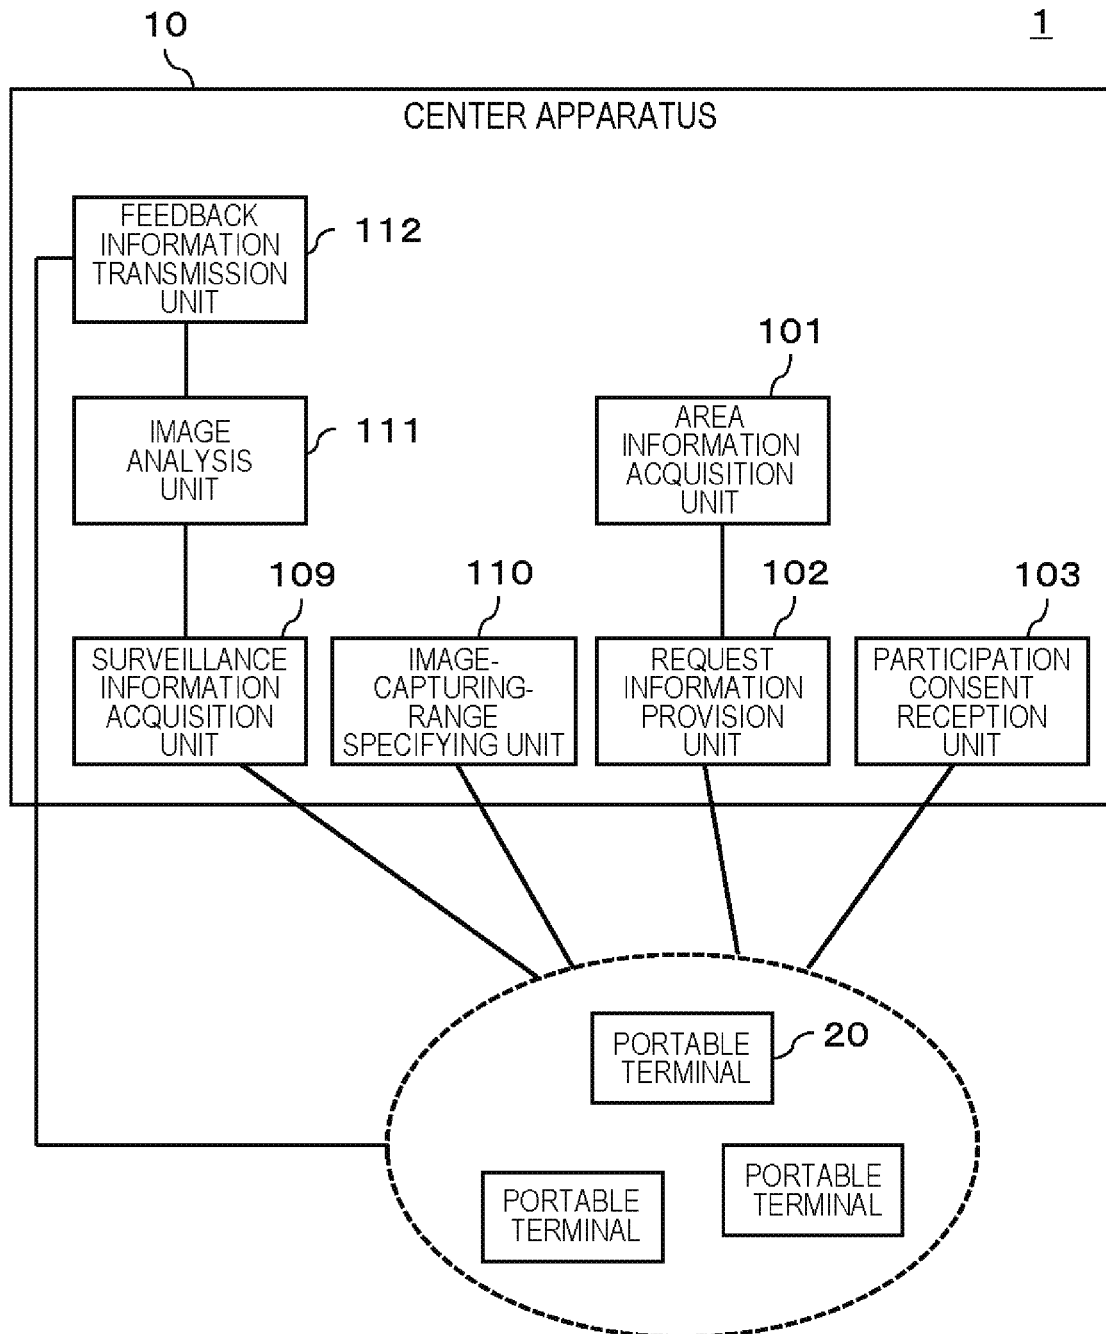 10
1
CENTER APPARATUS
FEEDBACK
INFORMATION
TRANSMISSION
UNIT
112
101
IMAGE
ANALYSIS
UNIT
111
AREA
INFORMATION
ACQUISITION
UNIT
109
110
102
103
SURVEILLANCE
INFORMATION
ACQUISITION
UNIT
IMAGE-
CAPTURING-
RANGE
SPECIFYING UNIT
REQUEST
INFORMATION
PROVISION
UNIT
PARTICIPATION
CONSENT
RECEPTION
UNIT
PORTABLE
TERMINAL
20
PORTABLE
TERMINAL
PORTABLE
TERMINAL